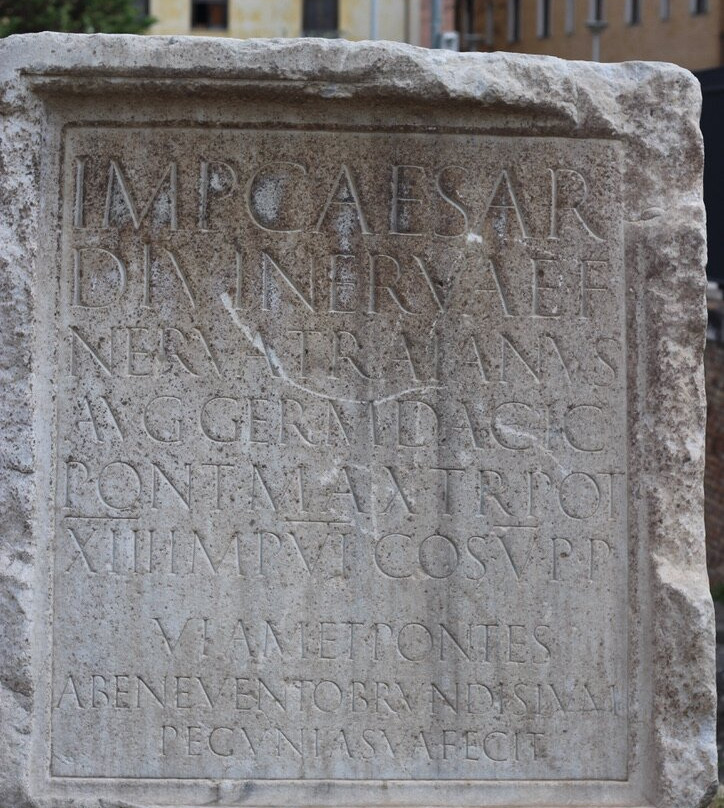 IMP CAESAR
DIVI NERVAE F
NERVA TRAIANVS
AVG GERM DACIC
PONT MAX TR POT
XIIII IMP VI COS V P P
VIAM ET PONTES
A BENEVENTO BRVNDISIVM
PECVNIA SVA FECIT